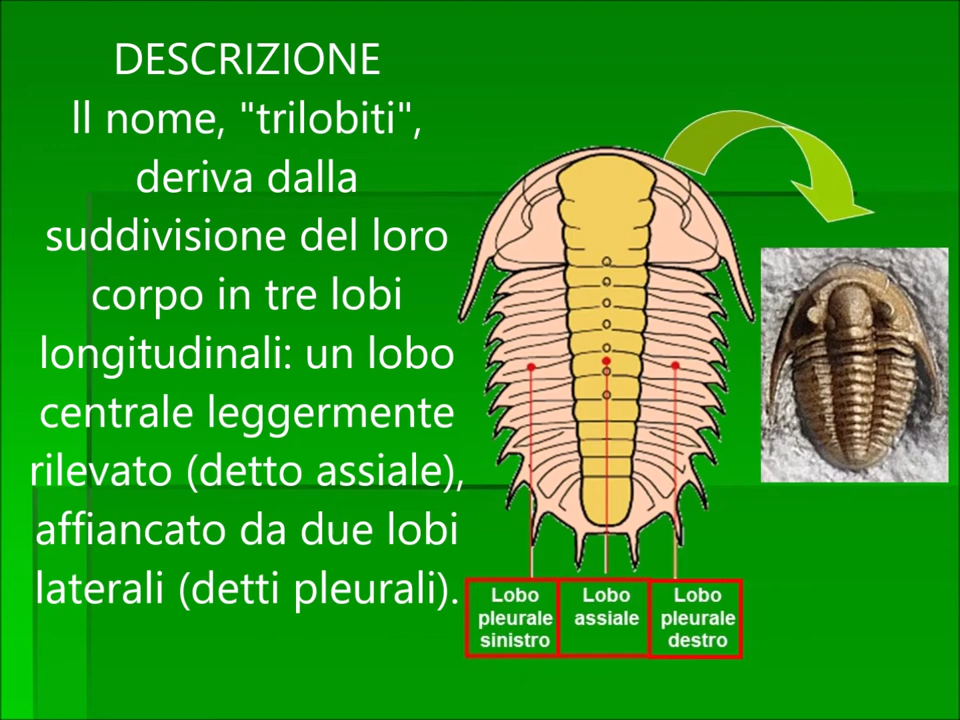 DESCRIZIONE
ll nome, "trilobiti",
deriva dalla
suddivisione del loro
corpo in tre lobi
longitudinali: un lobo
centrale leggermente
rilevato (detto assiale),
affiancato da due lobi
laterali (detti pleurali).
Lobo
pleurale
sinistro
Lobo
assiale
Lobo
pleurale
destro